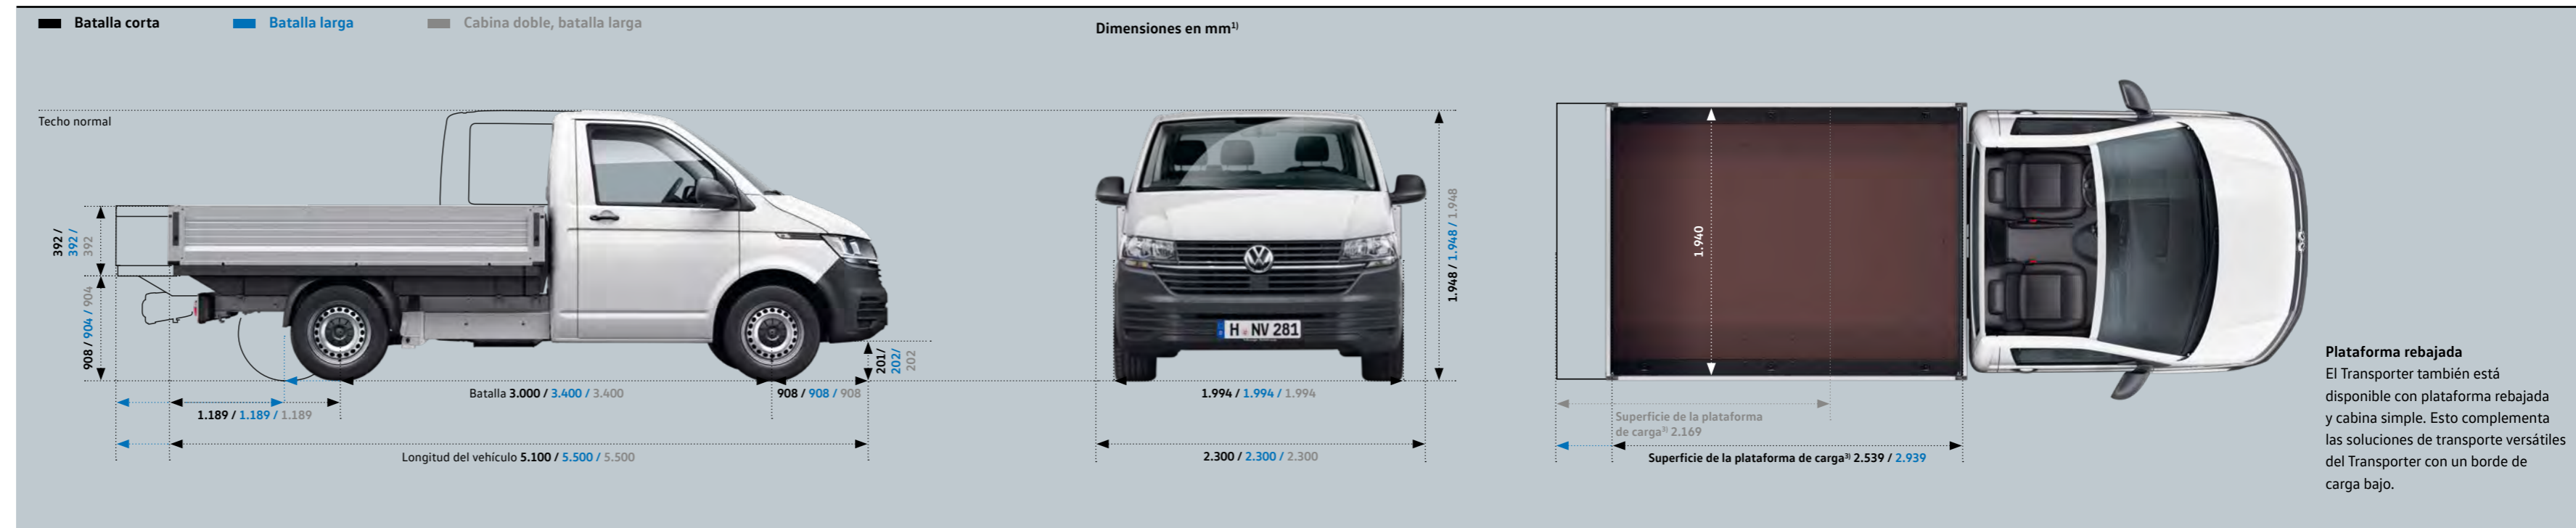 Batalla corta
Batalla larga
Cabina doble, batalla larga
Dimensiones en mm¹⁾
Techo normal
392 /
392 /
392
908 / 904 / 904
1.189 / 1.189 / 1.189
Batalla 3.000 / 3.400 / 3.400
908 / 908 / 908
201/
202/
202
Longitud del vehículo 5.100 / 5.500 / 5.500
H NV 281
1.994 / 1.994 / 1.994
2.300 / 2.300 / 2.300
1.948 / 1.948 / 1.948
1.940
Superficie de la plataforma
de carga³⁾ 2.169
Superficie de la plataforma de carga³⁾ 2.539 / 2.939
Plataforma rebajada
El Transporter también está
disponible con plataforma rebajada
y cabina simple. Esto complementa
las soluciones de transporte versátiles
del Transporter con un borde de
carga bajo.